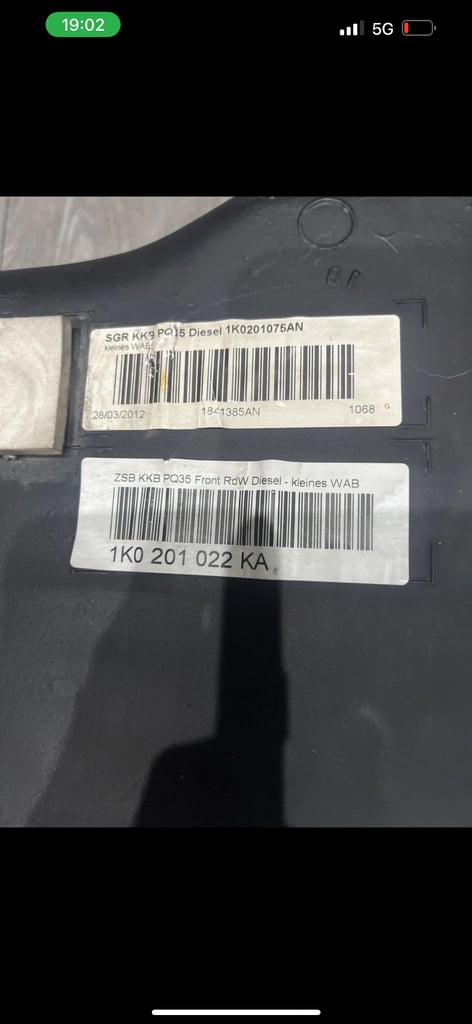 19:02
5G
SGR KKB PQ35 Diesel 1K0201075AN
kleines WAB
28/03/2012 1841385AN 1068
ZSB KKB PQ35 Front RdW Diesel - kleines WAB
1K0 201 022 KA